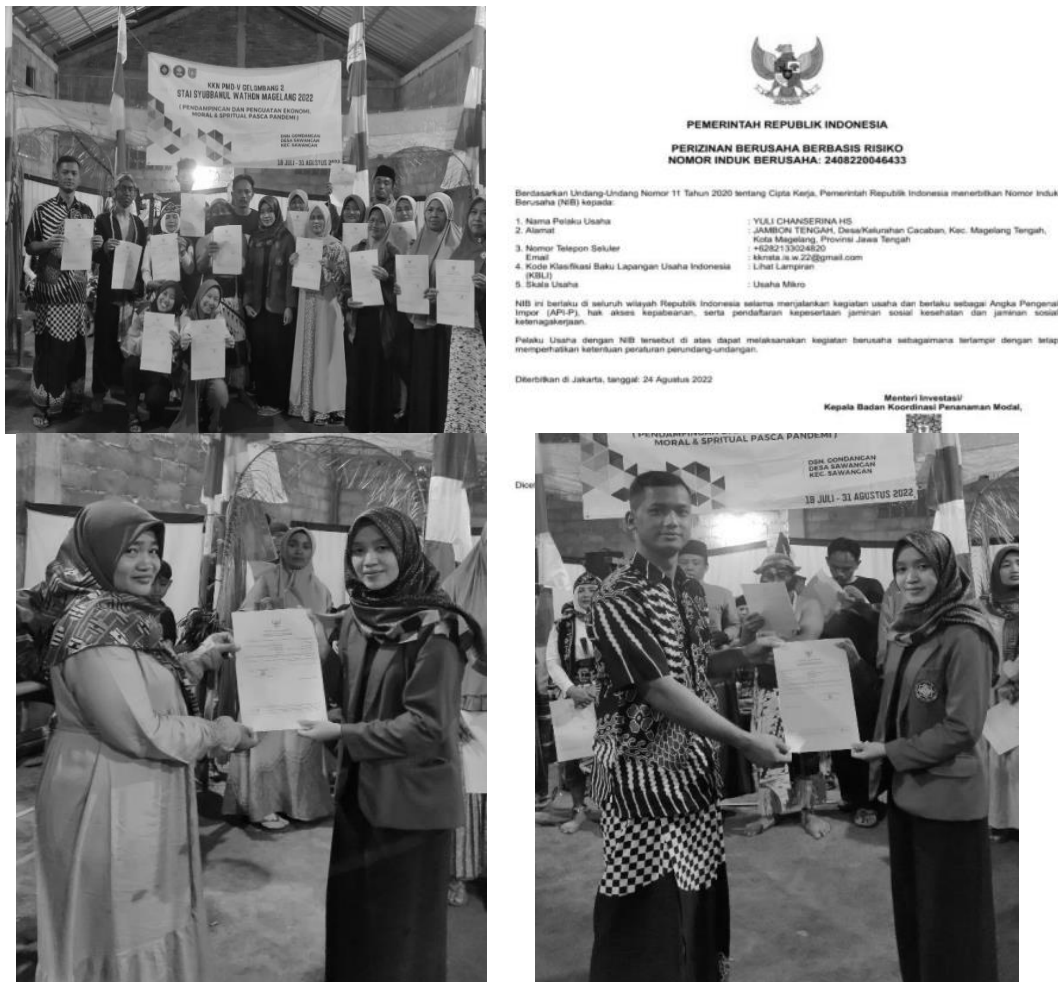 KKN PMD-V GELOMBANG 2
STAI SYUBBANUL WATHON MAGELANG 2022
( PENDAMPINGAN DAN PENGUATAN EKONOMI,
MORAL & SPRITUAL PASCA PANDEMI )
DSN. GONDANGAN
DESA SAWANGAN
KEC. SAWANGAN
18 JULI - 31 AGUSTUS 2022
PEMERINTAH REPUBLIK INDONESIA
PERIZINAN BERUSAHA BERBASIS RISIKO
NOMOR INDUK BERUSAHA: 2408220046433
Berdasarkan Undang-Undang Nomor 11 Tahun 2020 tentang Cipta Kerja, Pemerintah Republik Indonesia menerbitkan Nomor Induk
Berusaha (NIB) kepada:
1. Nama Pelaku Usaha : YULI CHANSERINA HS
2. Alamat : JAMBON TENGAH, Desa/Kelurahan Cacaban, Kec. Magelang Tengah,
Kota Magelang, Provinsi Jawa Tengah
3. Nomor Telepon Seluler : +6282133024820
Email : kknsta.is.w.22@gmail.com
4. Kode Klasifikasi Baku Lapangan Usaha Indonesia : Lihat Lampiran
(KBLI)
5. Skala Usaha : Usaha Mikro
NIB ini berlaku di seluruh wilayah Republik Indonesia selama menjalankan kegiatan usaha dan berlaku sebagai Angka Pengenal
Impor (API-P), hak akses kepabeanan, serta pendaftaran kepesertaan jaminan sosial kesehatan dan jaminan sosial
ketenagakerjaan.
Pelaku Usaha dengan NIB tersebut di atas dapat melaksanakan kegiatan berusaha sebagaimana terlampir dengan tetap
memperhatikan ketentuan peraturan perundang-undangan.
Diterbitkan di Jakarta, tanggal: 24 Agustus 2022
Menteri Investasi/
Kepala Badan Koordinasi Penanaman Modal,
Dicet
MORAL & SPRITUAL PASCA PANDEMI )
DSN. GONDANGAN
DESA SAWANGAN
KEC. SAWANGAN
18 JULI - 31 AGUSTUS 2022